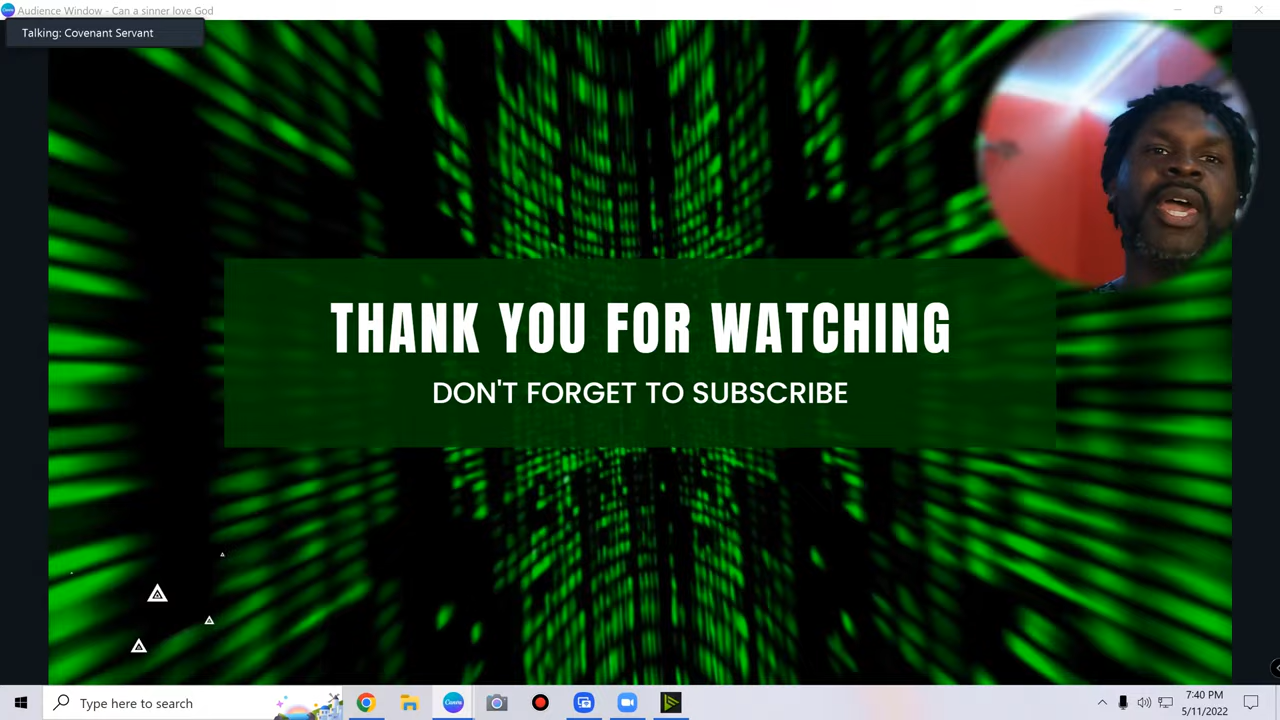 Audience Window - Can a sinner love God
Talking: Covenant Servant
THANK YOU FOR WATCHING
DON'T FORGET TO SUBSCRIBE
Type here to search
Canva
7:40 PM
5/11/2022